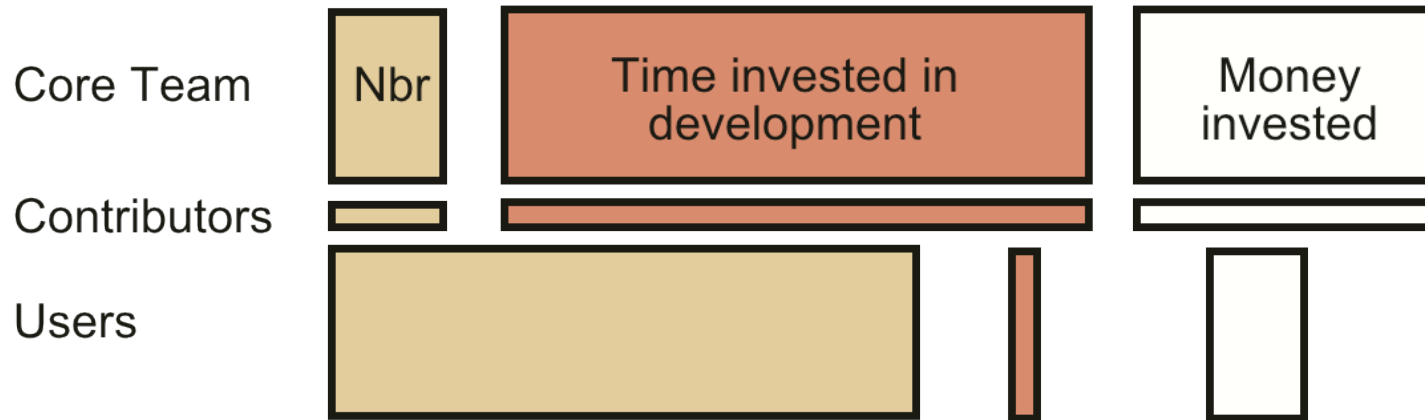 Core Team
Nbr
Time invested in
development
Money
invested
Contributors
Users